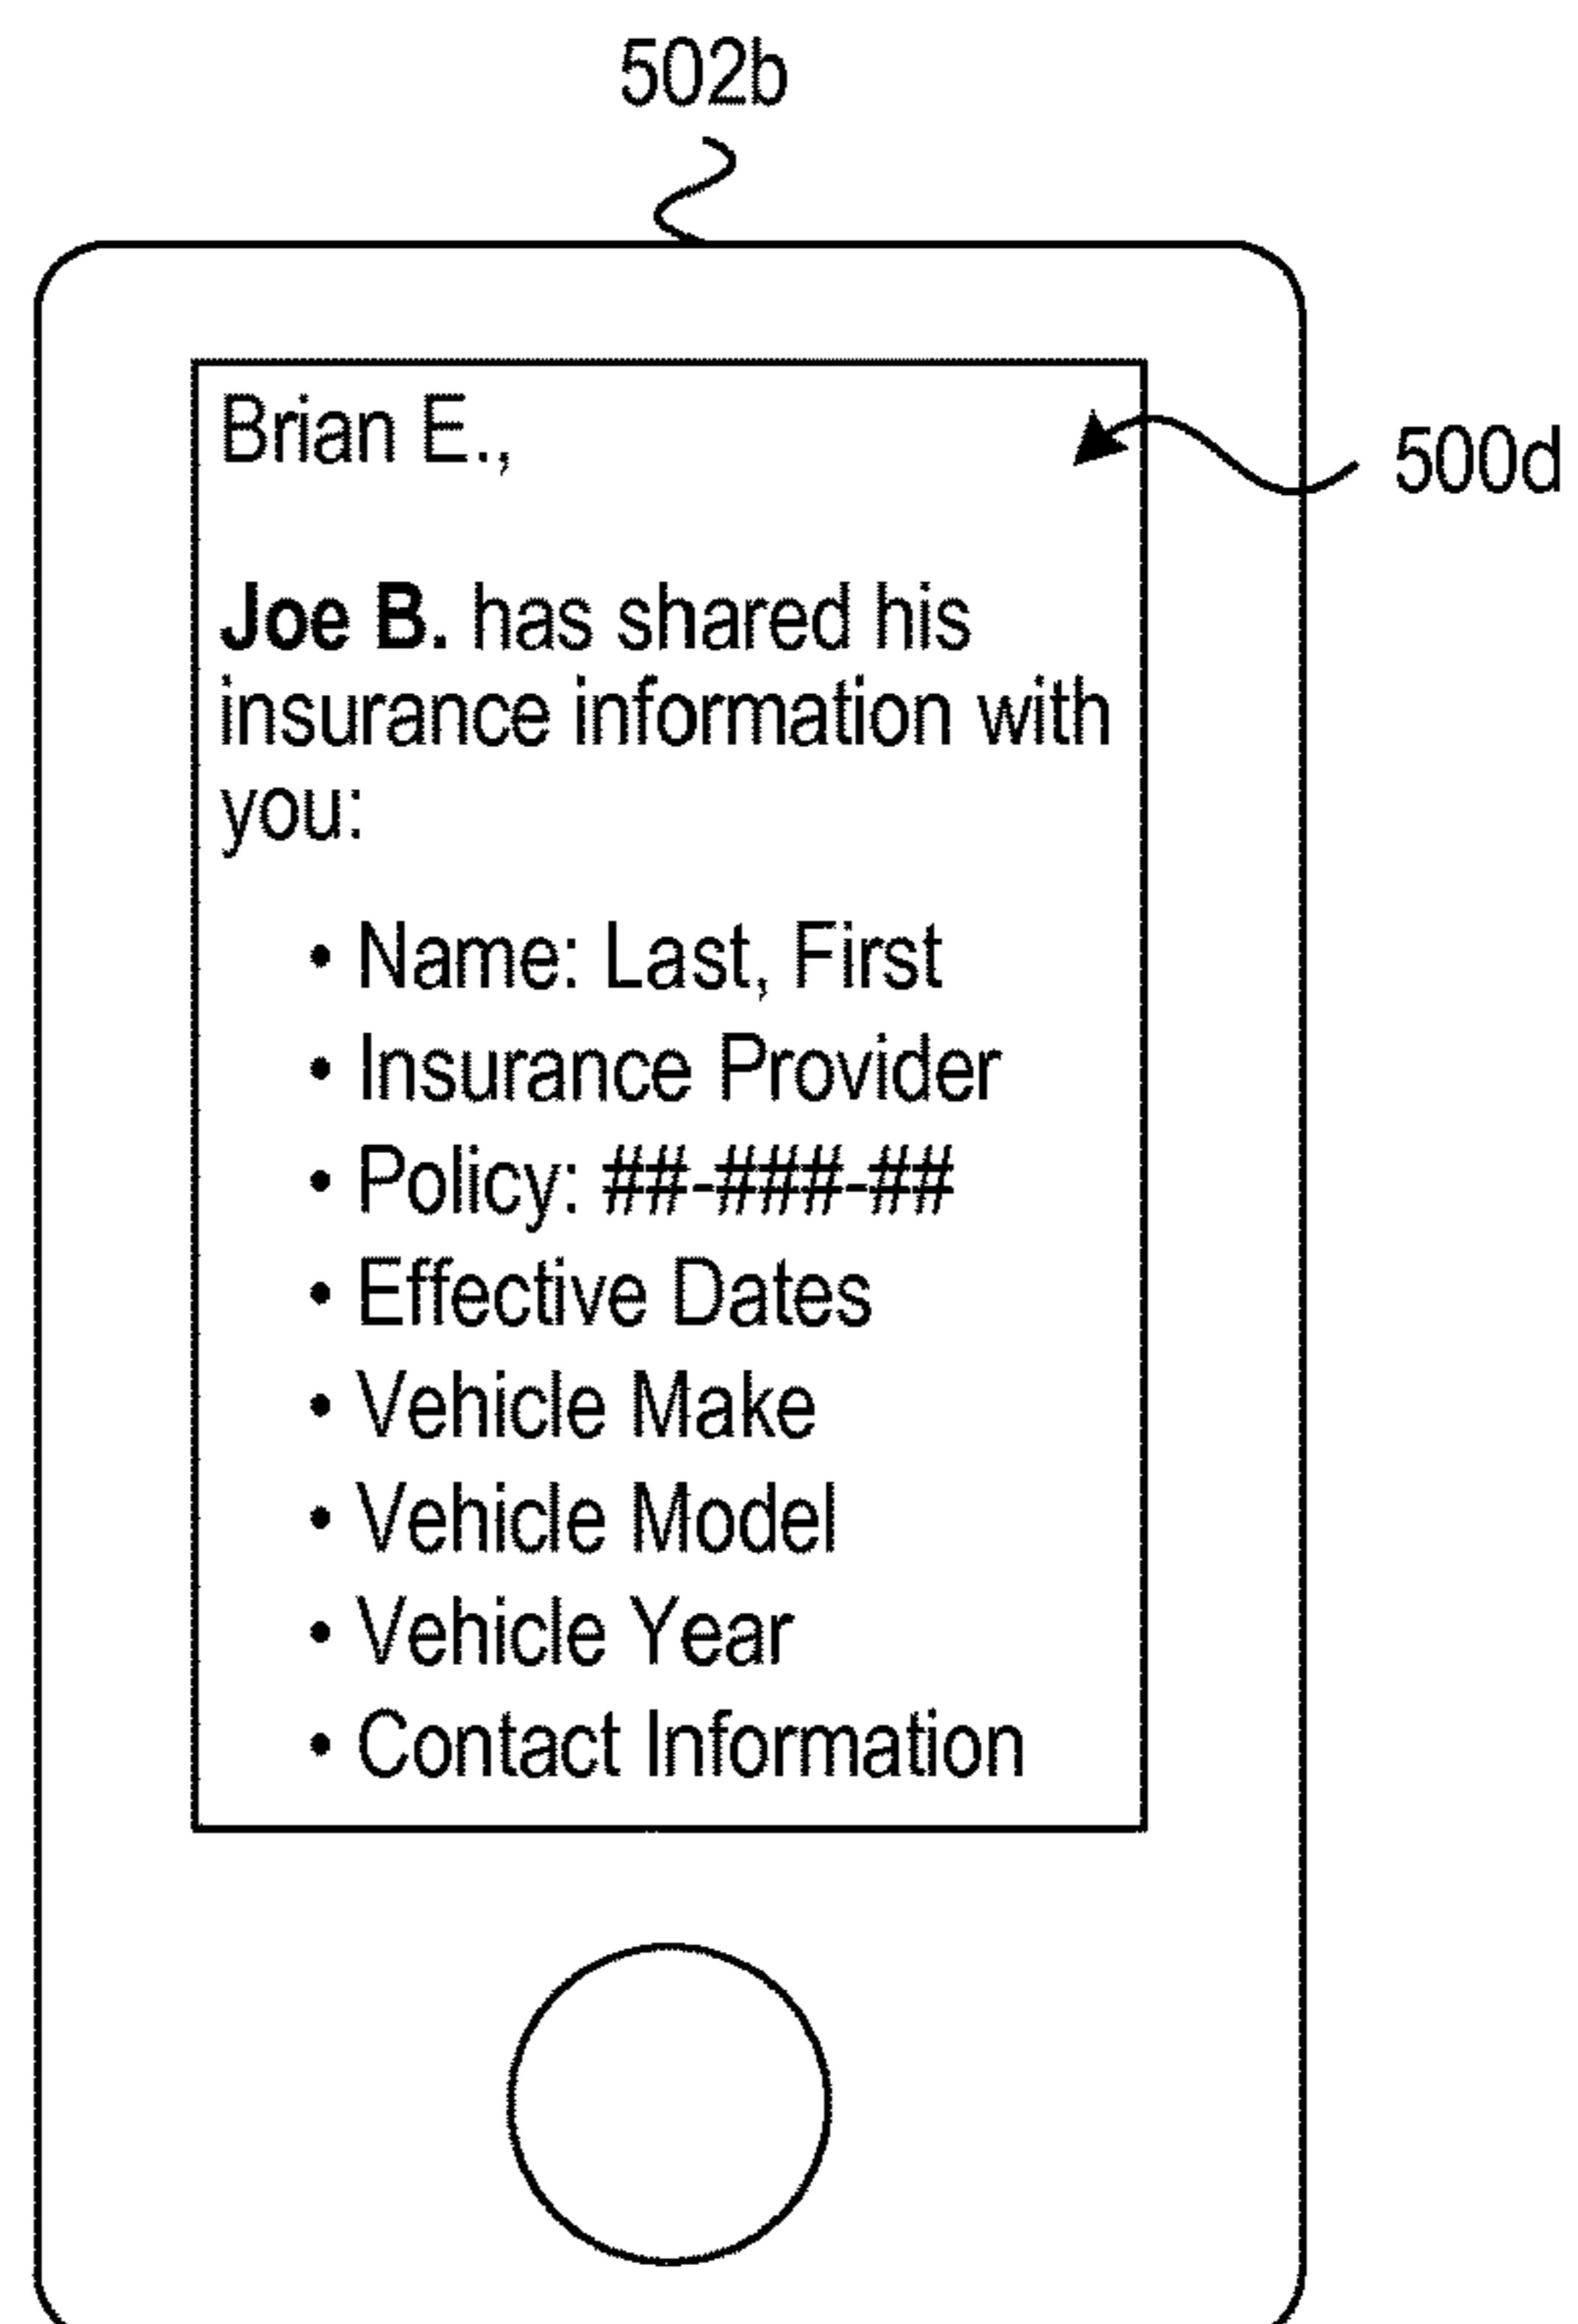 502b
Brian E.,
500d
Joe B. has shared his
insurance information with
you:
• Name: Last, First
• Insurance Provider
• Policy: ##-###-##
• Effective Dates
• Vehicle Make
• Vehicle Model
• Vehicle Year
• Contact Information